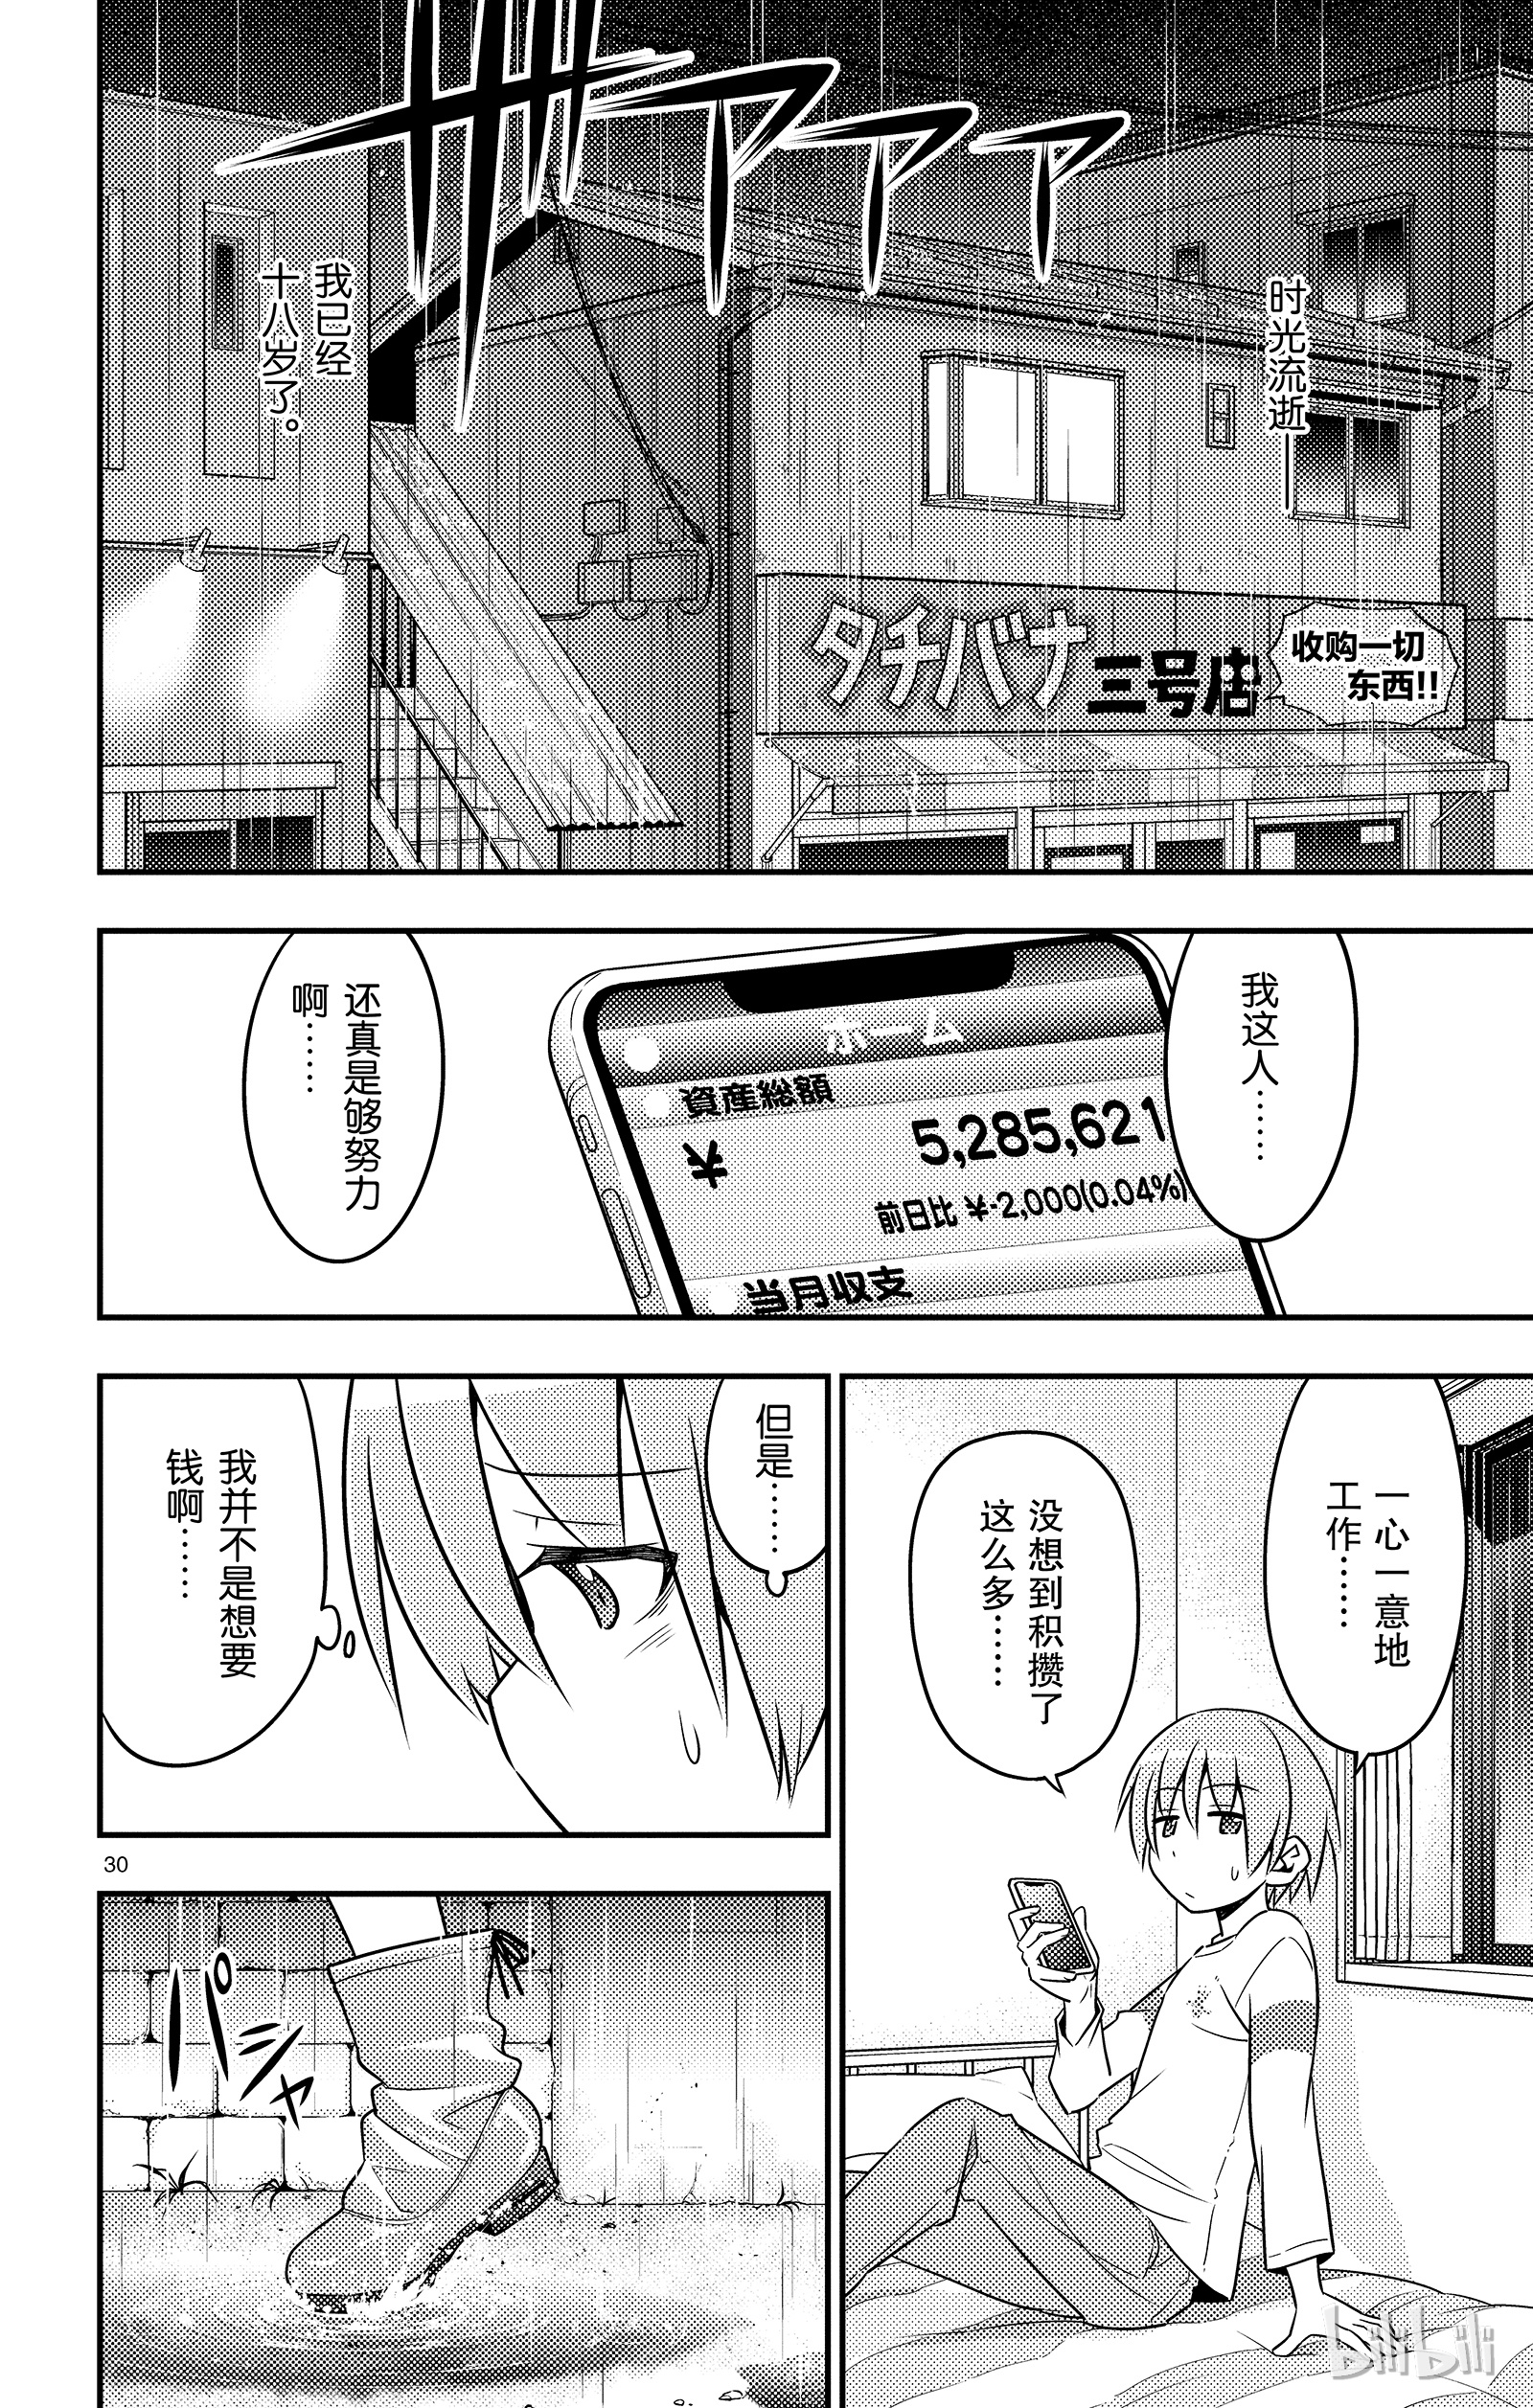 ザアアア
时光流逝—
我已经
十八岁了。
タチバナ
三号店
收购一切
东西!!
我这人……
ホーム
資産総額
¥ 5,285,621
前日比 ¥-2,000(0.04%)
当月収支
还真是够努力
啊……
一心一意地
工作……
没想到积攒了
这么多……
但是……
我并不是想要
钱啊……
30
パシャ
bilibili